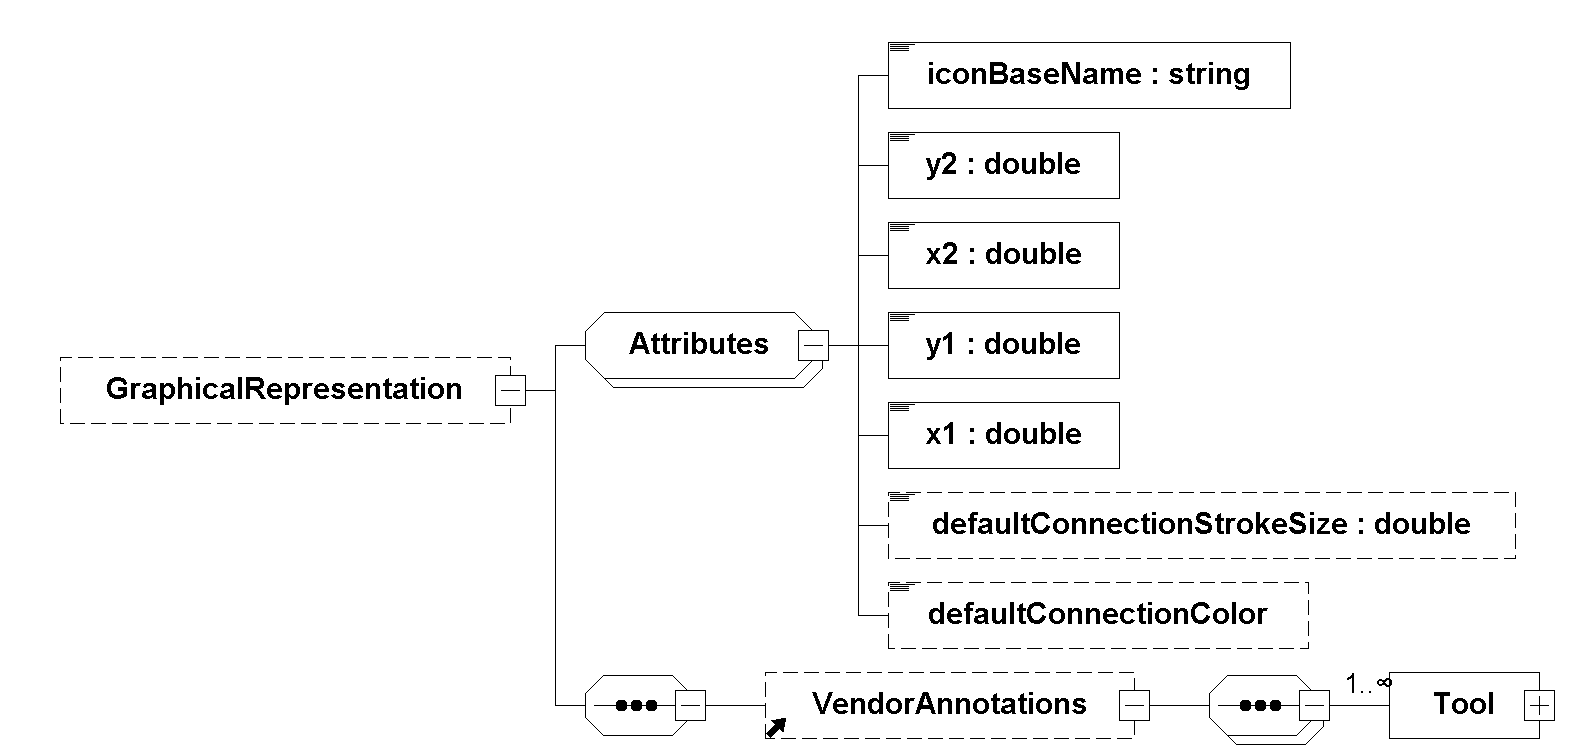 iconBaseName : string
y2 : double
x2 : double
Attributes
y1 : double
GraphicalRepresentation
x1 : double
defaultConnectionStrokeSize : double
defaultConnectionColor
VendorAnnotations
1..∞
Tool